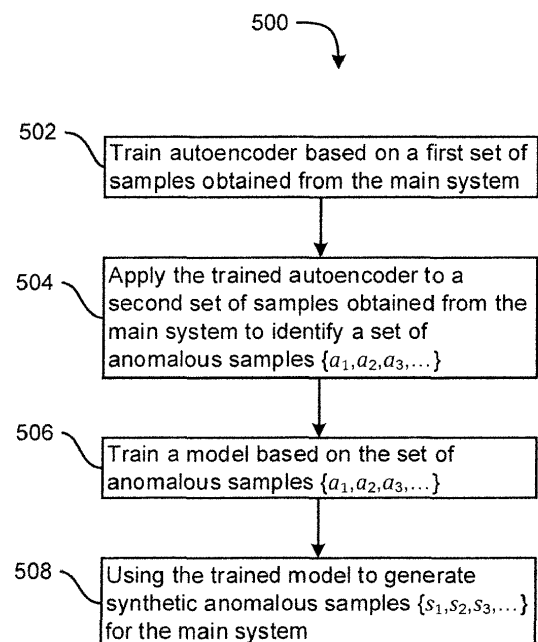 500
502
Train autoencoder based on a first set of
samples obtained from the main system
504
Apply the trained autoencoder to a
second set of samples obtained from the
main system to identify a set of
anomalous samples {a₁,a₂,a₃,...}
506
Train a model based on the set of
anomalous samples {a₁,a₂,a₃,...}
508
Using the trained model to generate
synthetic anomalous samples {s₁,s₂,s₃,...}
for the main system